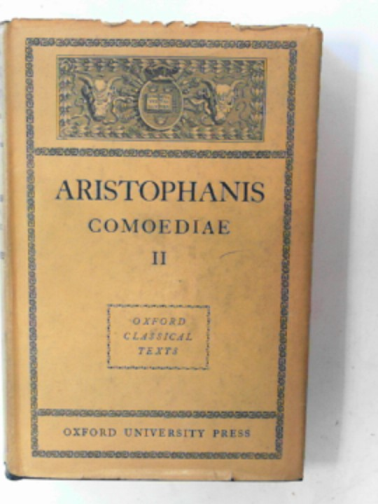 ARISTOPHANIS
COMOEDIAE
II
OXFORD
CLASSICAL
TEXTS
OXFORD UNIVERSITY PRESS